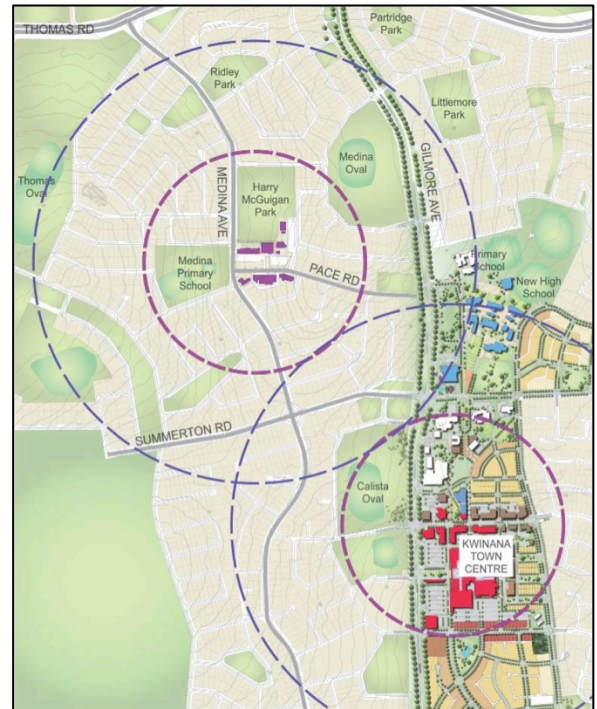 Partridge
Park
THOMAS RD
Ridley
Park
Littlemore
Park
GILMORE AVE
Medina
Oval
MEDINA AVE
Harry
McGuigan
Park
Thomas
Oval
Medina
Primary
School
PACE RD
Primary
School
New High
School
SUMMERTON RD
Calista
Oval
KWINANA
TOWN
CENTRE